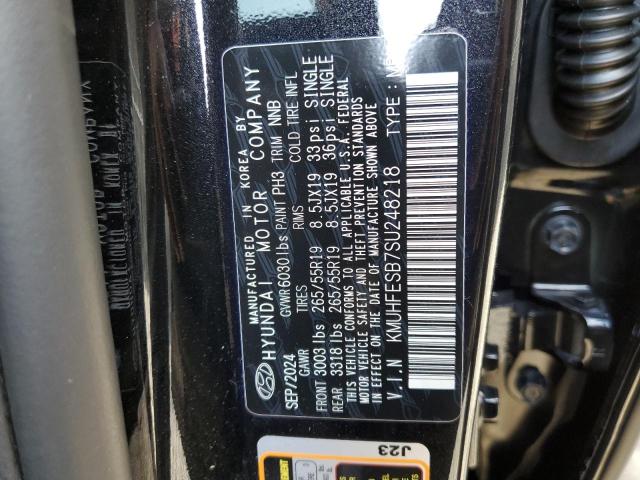 MANUFACTURED IN KOREA BY
HYUNDAI MOTOR COMPANY
SEP/2024 GVWR 6030 lbs PAINT PH3 TRIM NNB
GAWR TIRES RIMS COLD TIRE INFL
FRONT 3003 lbs 265/55R19 8.5JX19 33psi SINGLE
REAR 3318 lbs 265/55R19 8.5JX19 36psi SINGLE
THIS VEHICLE CONFORMS TO ALL APPLICABLE U.S.A. FEDERAL
MOTOR VEHICLE SAFETY AND THEFT PREVENTION STANDARDS
IN EFFECT ON THE DATE OF MANUFACTURE SHOWN ABOVE
V.I.N KMUHFESB7SU248218 TYPE:
J23